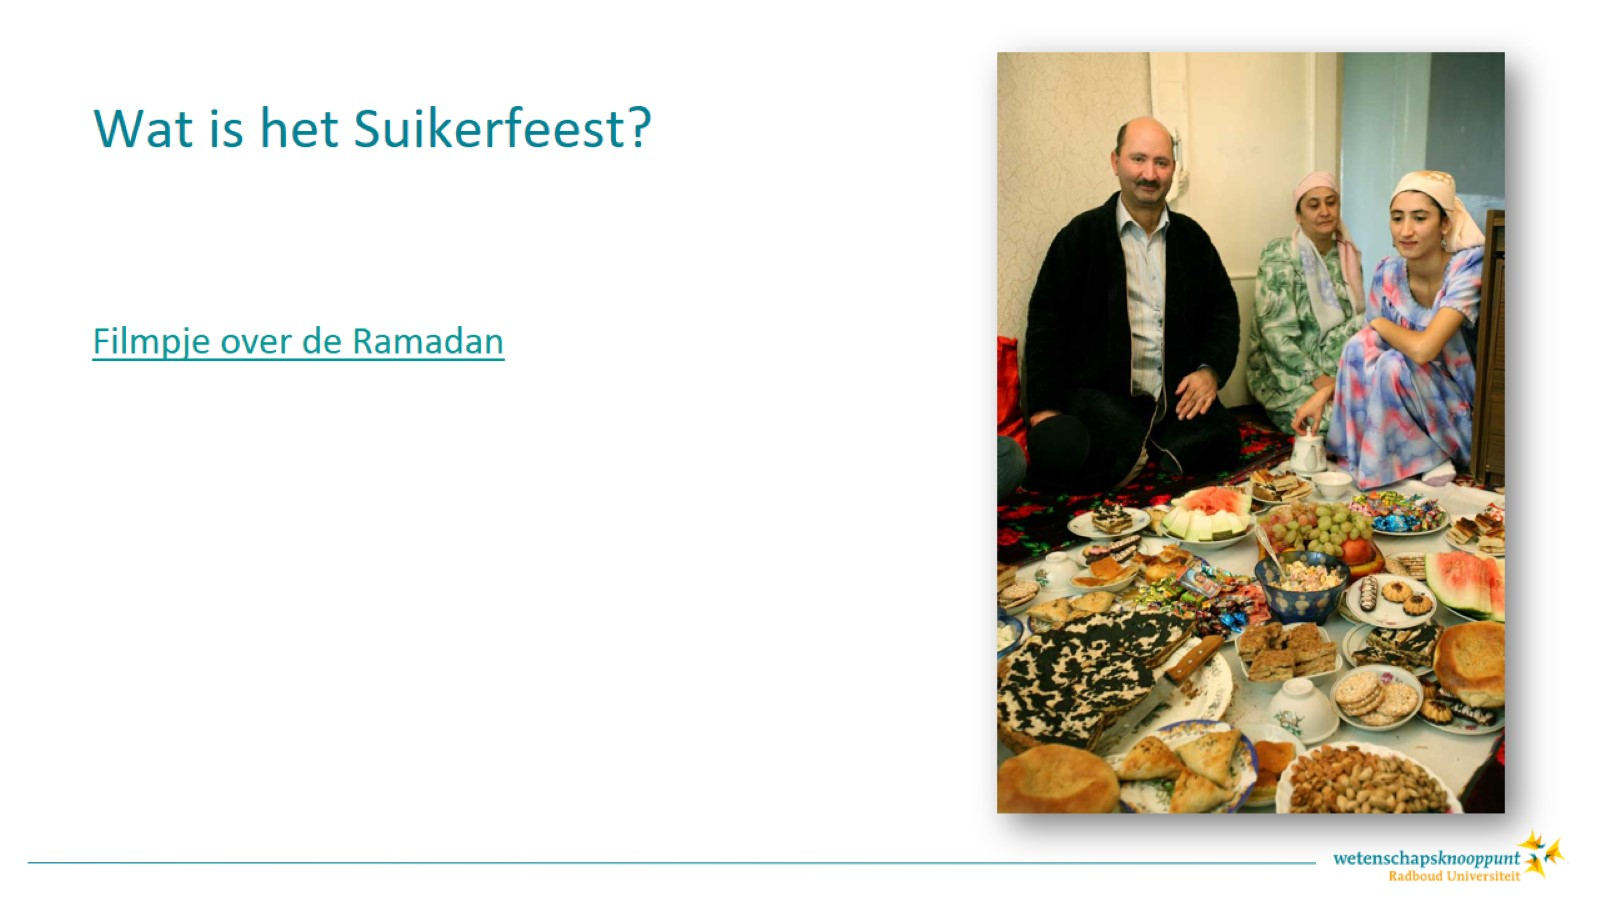 Wat is het Suikerfeest?
Filmpje over de Ramadan
wetenschapsknooppunt
Radboud Universiteit